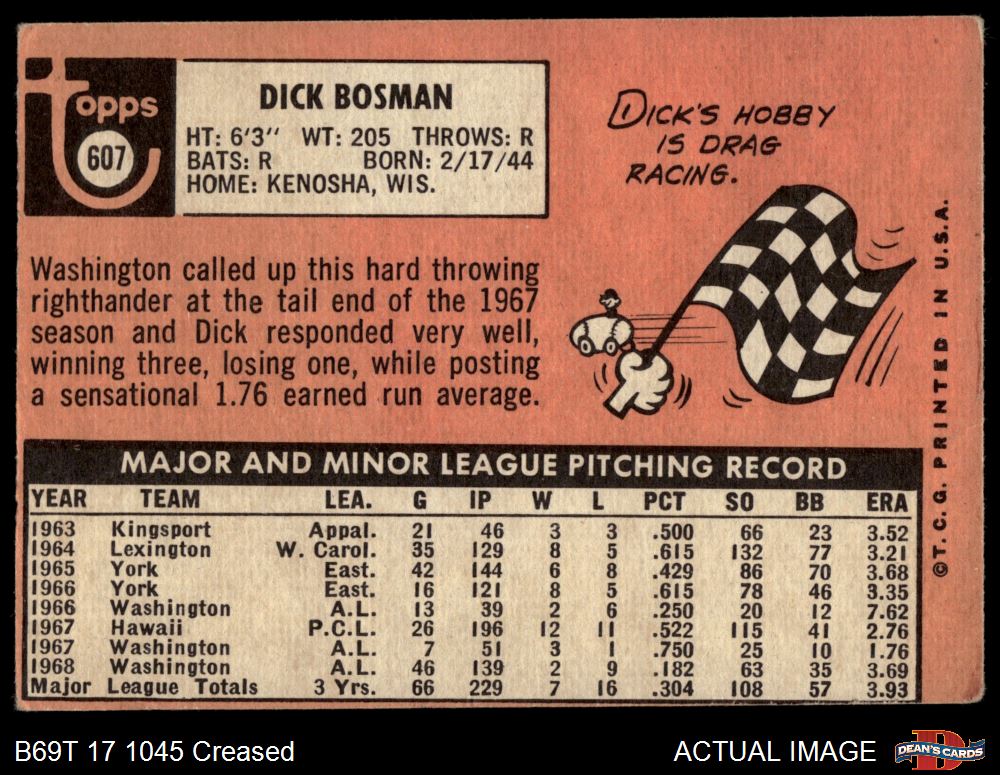 Topps
607
DICK BOSMAN
HT: 6'3" WT: 205 THROWS: R
BATS: R BORN: 2/17/44
HOME: KENOSHA, WIS.
DICK'S HOBBY
IS DRAG
RACING.
Washington called up this hard throwing
righthander at the tail end of the 1967
season and Dick responded very well,
winning three, losing one, while posting
a sensational 1.76 earned run average.
©T. C. G. PRINTED IN U.S.A.
MAJOR AND MINOR LEAGUE PITCHING RECORD
YEAR TEAM LEA. G IP W L PCT SO BB ERA
1963 Kingsport Appal. 21 46 3 3 .500 66 23 3.52
1964 Lexington W. Carol. 35 129 8 5 .615 132 77 3.21
1965 York East. 42 144 6 8 .429 86 70 3.68
1966 York East. 16 121 8 5 .615 78 46 3.35
1966 Washington A.L. 13 39 2 6 .250 20 12 7.62
1967 Hawaii P.C.L. 26 196 12 11 .522 115 41 2.76
1967 Washington A.L. 7 51 3 1 .750 25 10 1.76
1968 Washington A.L. 46 139 2 9 .182 63 35 3.69
Major League Totals 3 Yrs. 66 229 7 16 .304 108 57 3.93
B69T 17 1045 Creased
ACTUAL IMAGE
D
DEAN'S CARDS